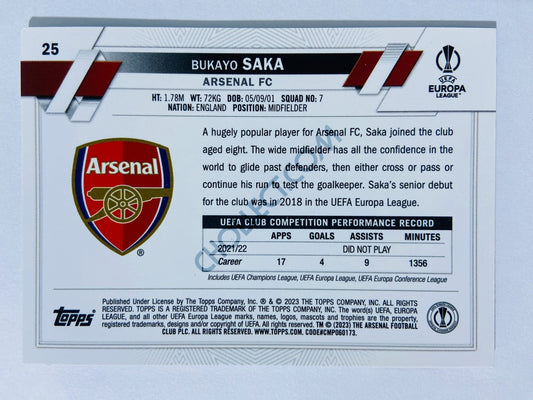 25
BUKAYO SAKA
ARSENAL FC
UEFA
EUROPA
LEAGUE™
HT: 1.78M WT: 72KG DOB: 05/09/01 SQUAD NO: 7
NATION: ENGLAND POSITION: MIDFIELDER
Arsenal
®
A hugely popular player for Arsenal FC, Saka joined the club
aged eight. The wide midfielder has all the confidence in the
world to glide past defenders, then either cross or pass or
continue his run to test the goalkeeper. Saka's senior debut
for the club was in 2018 in the UEFA Europa League.
CHOLLECT.COM
UEFA CLUB COMPETITION PERFORMANCE RECORD
APPS GOALS ASSISTS MINUTES
2021/22 DID NOT PLAY
Career 17 4 9 1356
Includes UEFA Champions League, UEFA Europa League, UEFA Europa Conference League
Topps
Published Under License by The Topps Company, Inc. ® & © 2023 THE TOPPS COMPANY, INC. ALL RIGHTS
RESERVED. TOPPS IS A REGISTERED TRADEMARK OF THE TOPPS COMPANY, INC. The UEFA word, EUROPA
LEAGUE, and all other UEFA Europa League marks, names, logos, mascots and trophies are the property, registered
trademarks, designs and/or copyright of UEFA. ALL RIGHTS RESERVED. TM © (2023) THE ARSENAL FOOTBALL
CLUB PLC. ALL RIGHTS RESERVED. WWW.TOPPS.COM. CODE#CMP060173.